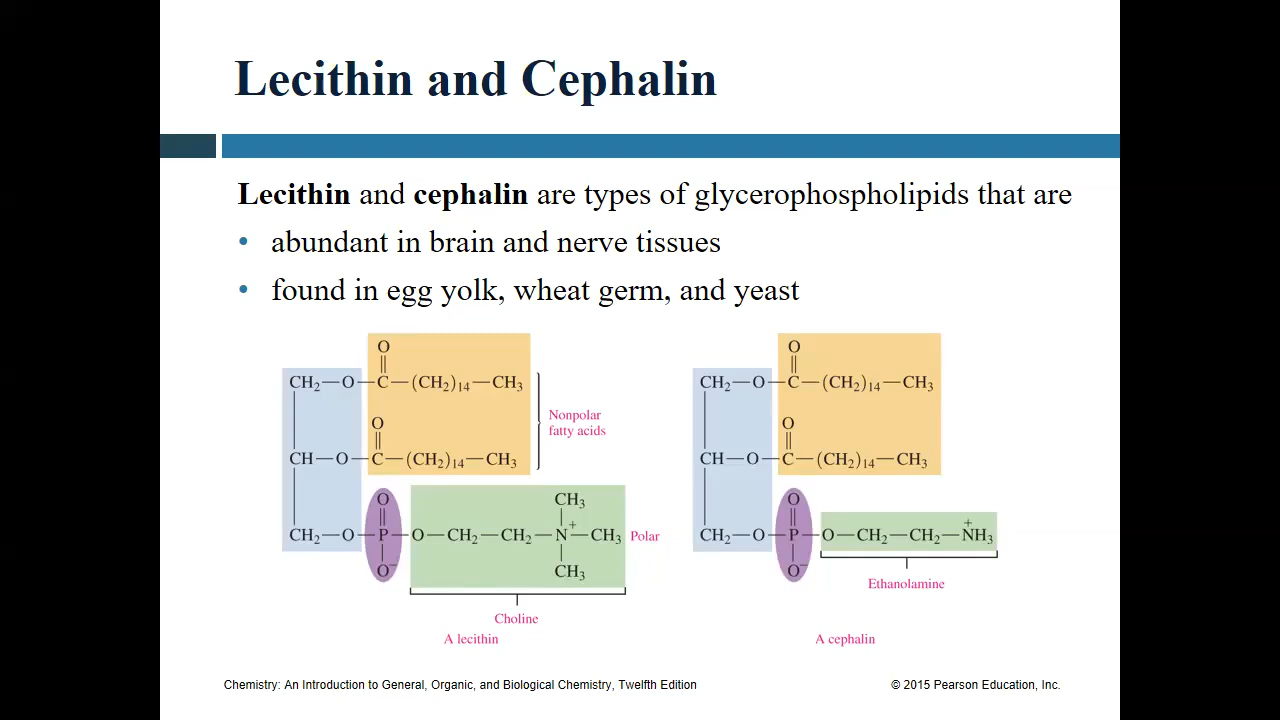 Lecithin and Cephalin
Lecithin and cephalin are types of glycerophospholipids that are
• abundant in brain and nerve tissues
• found in egg yolk, wheat germ, and yeast
O
CH₂—O—C—(CH₂)₁₄—CH₃
O
CH—O—C—(CH₂)₁₄—CH₃
Nonpolar
fatty acids
O CH₃
CH₂—O—P—O—CH₂—CH₂—N⁺—CH₃ Polar
O⁻ CH₃
Choline
A lecithin
O
CH₂—O—C—(CH₂)₁₄—CH₃
O
CH—O—C—(CH₂)₁₄—CH₃
O
CH₂—O—P—O—CH₂—CH₂—N⁺H₃
O⁻
Ethanolamine
A cephalin
Chemistry: An Introduction to General, Organic, and Biological Chemistry, Twelfth Edition
© 2015 Pearson Education, Inc.